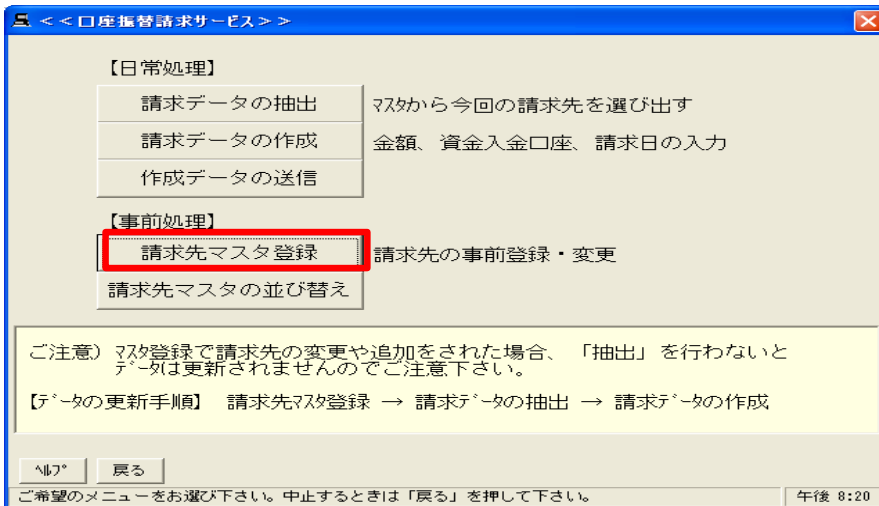 <<口座振替請求サービス>>
【日常処理】
請求データの抽出 ﾏｽﾀから今回の請求先を選び出す
請求データの作成 金額、資金入金口座、請求日の入力
作成データの送信
【事前処理】
請求先マスタ登録 請求先の事前登録・変更
請求先マスタの並び替え
ご注意）ﾏｽﾀ登録で請求先の変更や追加をされた場合、「抽出」を行わないと
ﾃﾞｰﾀは更新されませんのでご注意下さい。
【ﾃﾞｰﾀの更新手順】 請求先ﾏｽﾀ登録 → 請求ﾃﾞｰﾀの抽出 → 請求ﾃﾞｰﾀの作成
ﾍﾙﾌﾟ 戻る
ご希望のメニューをお選び下さい。中止するときは「戻る」を押して下さい。 午後 8:20